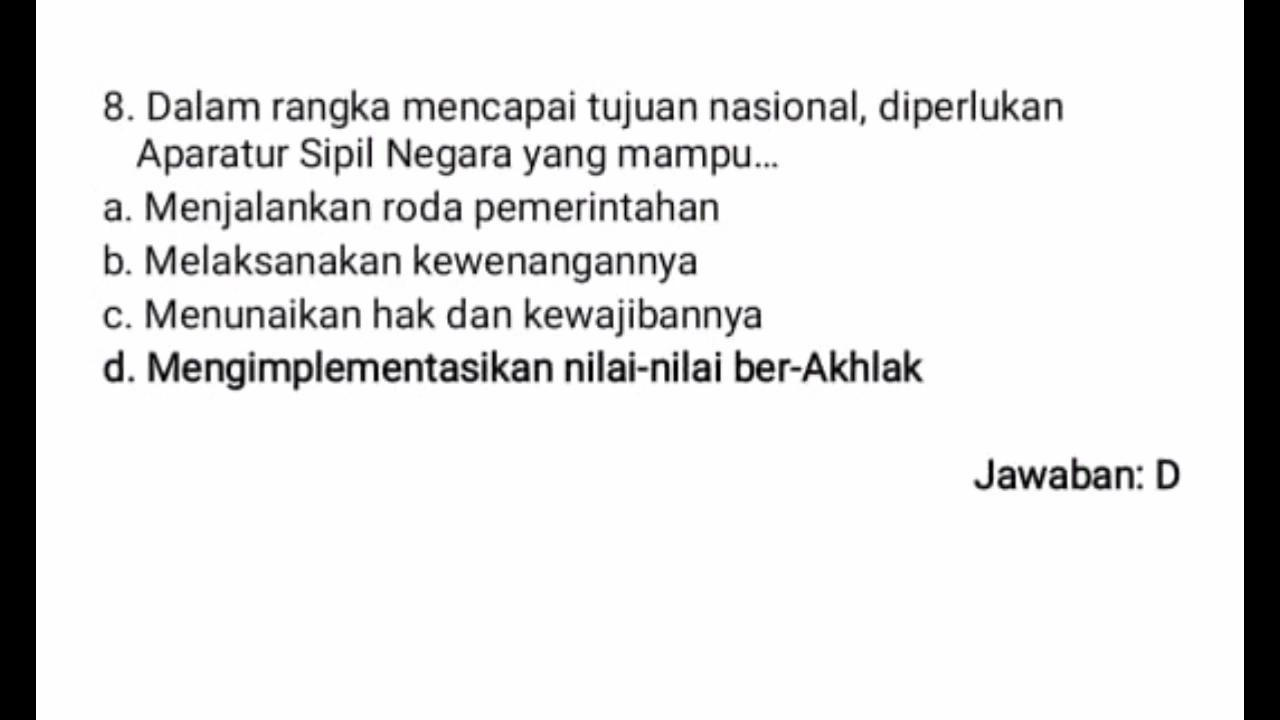 8. Dalam rangka mencapai tujuan nasional, diperlukan
Aparatur Sipil Negara yang mampu...
a. Menjalankan roda pemerintahan
b. Melaksanakan kewenangannya
c. Menunaikan hak dan kewajibannya
d. Mengimplementasikan nilai-nilai ber-Akhlak
Jawaban: D